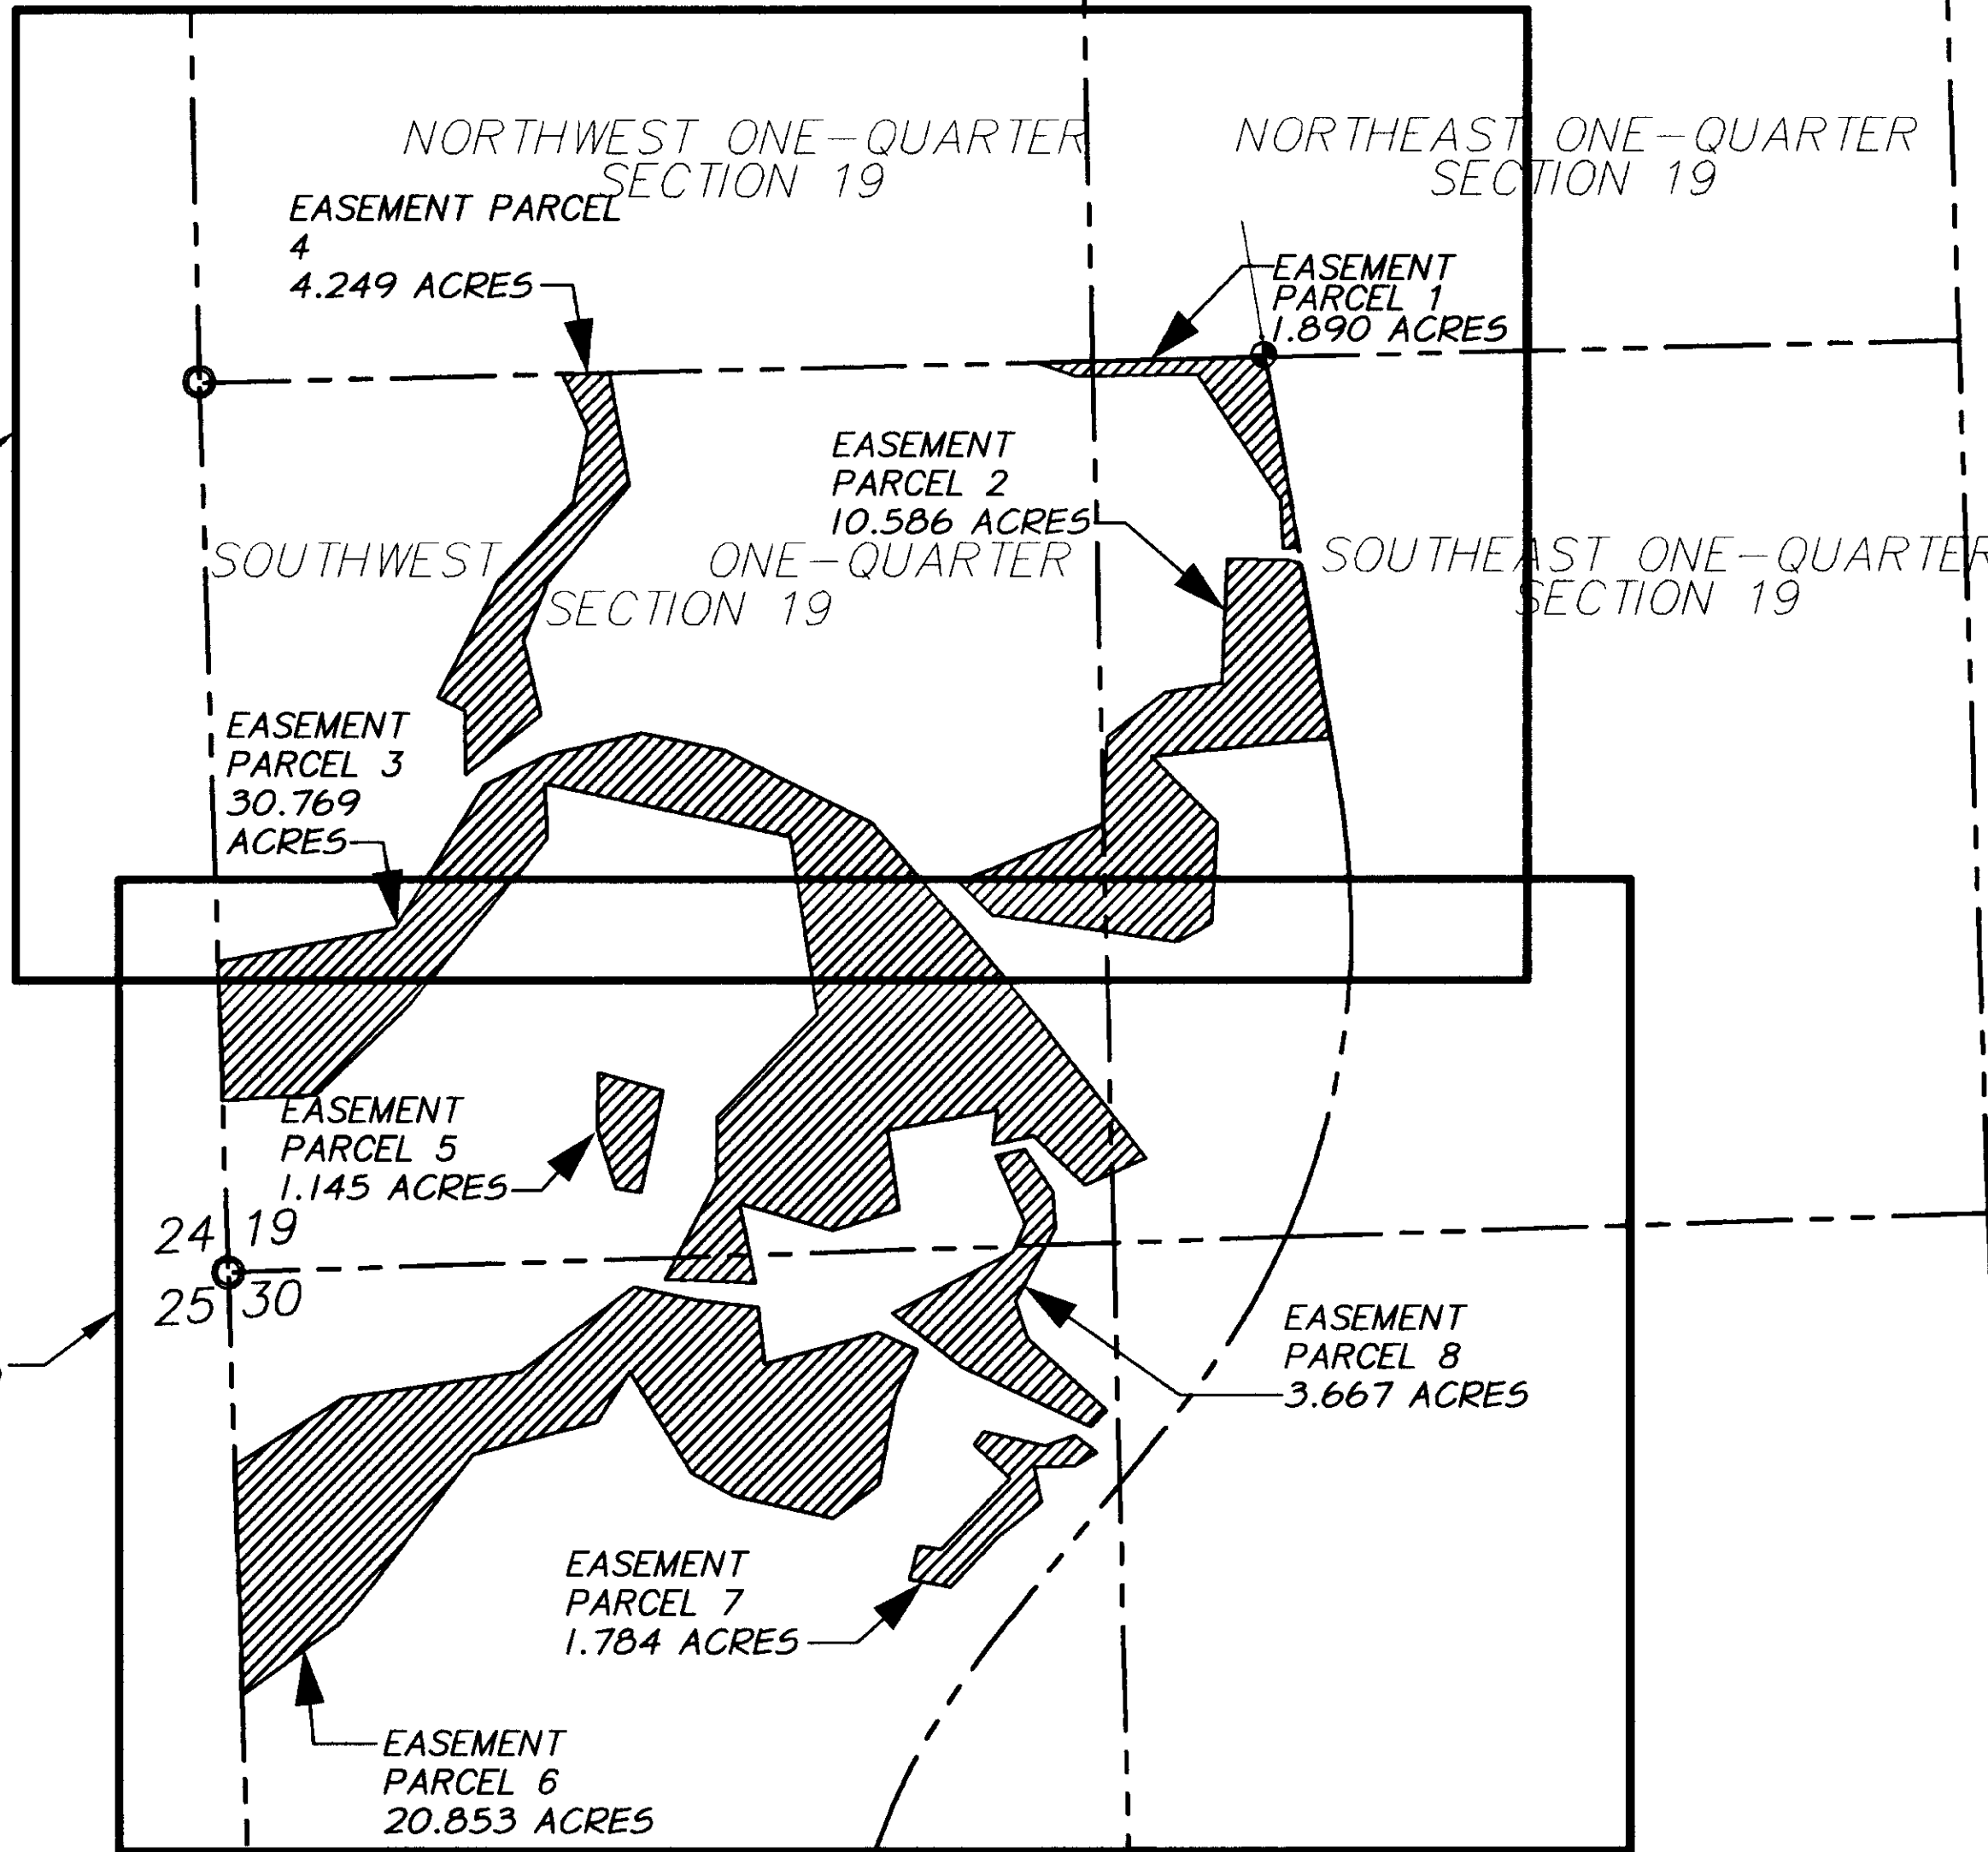 NORTHWEST ONE-QUARTER
SECTION 19
NORTHEAST ONE-QUARTER
SECTION 19
EASEMENT PARCEL
4
4.249 ACRES
EASEMENT
PARCEL 1
1.890 ACRES
EASEMENT
PARCEL 2
10.586 ACRES
SOUTHWEST ONE-QUARTER
SECTION 19
SOUTHEAST ONE-QUARTER
SECTION 19
EASEMENT
PARCEL 3
30.769
ACRES
EASEMENT
PARCEL 5
1.145 ACRES
24 19
25 30
EASEMENT
PARCEL 8
3.667 ACRES
EASEMENT
PARCEL 7
1.784 ACRES
EASEMENT
PARCEL 6
20.853 ACRES